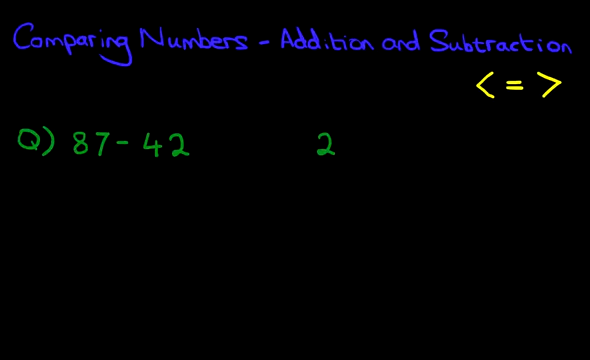 Comparing Numbers - Addition and Subtraction
< = >
Q) 87 - 42 2